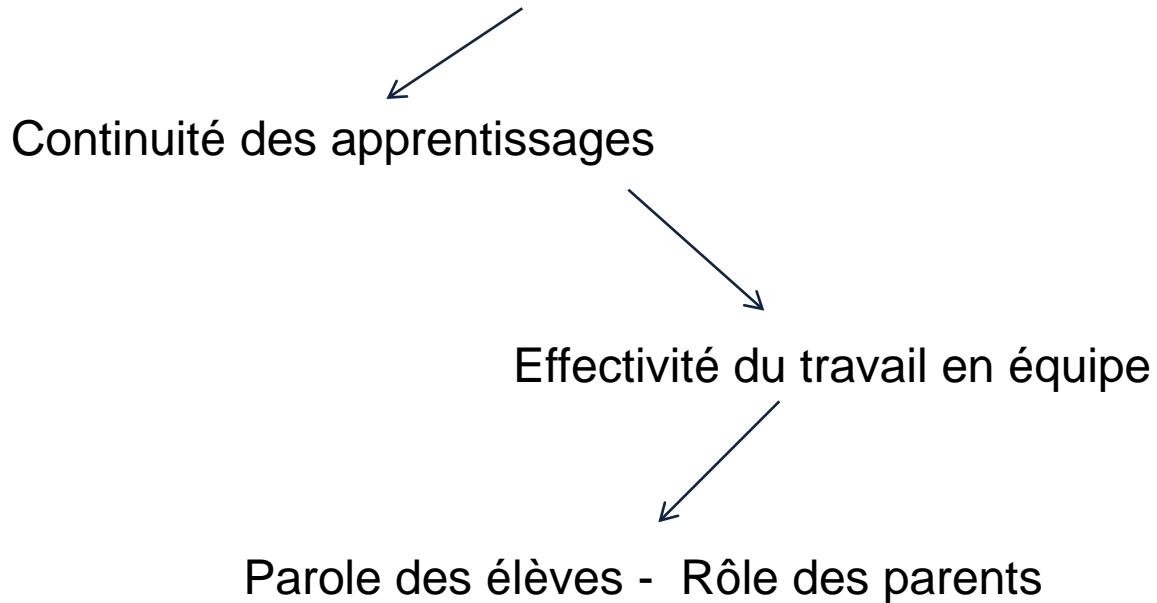 Continuité des apprentissages
Effectivité du travail en équipe
Parole des élèves - Rôle des parents